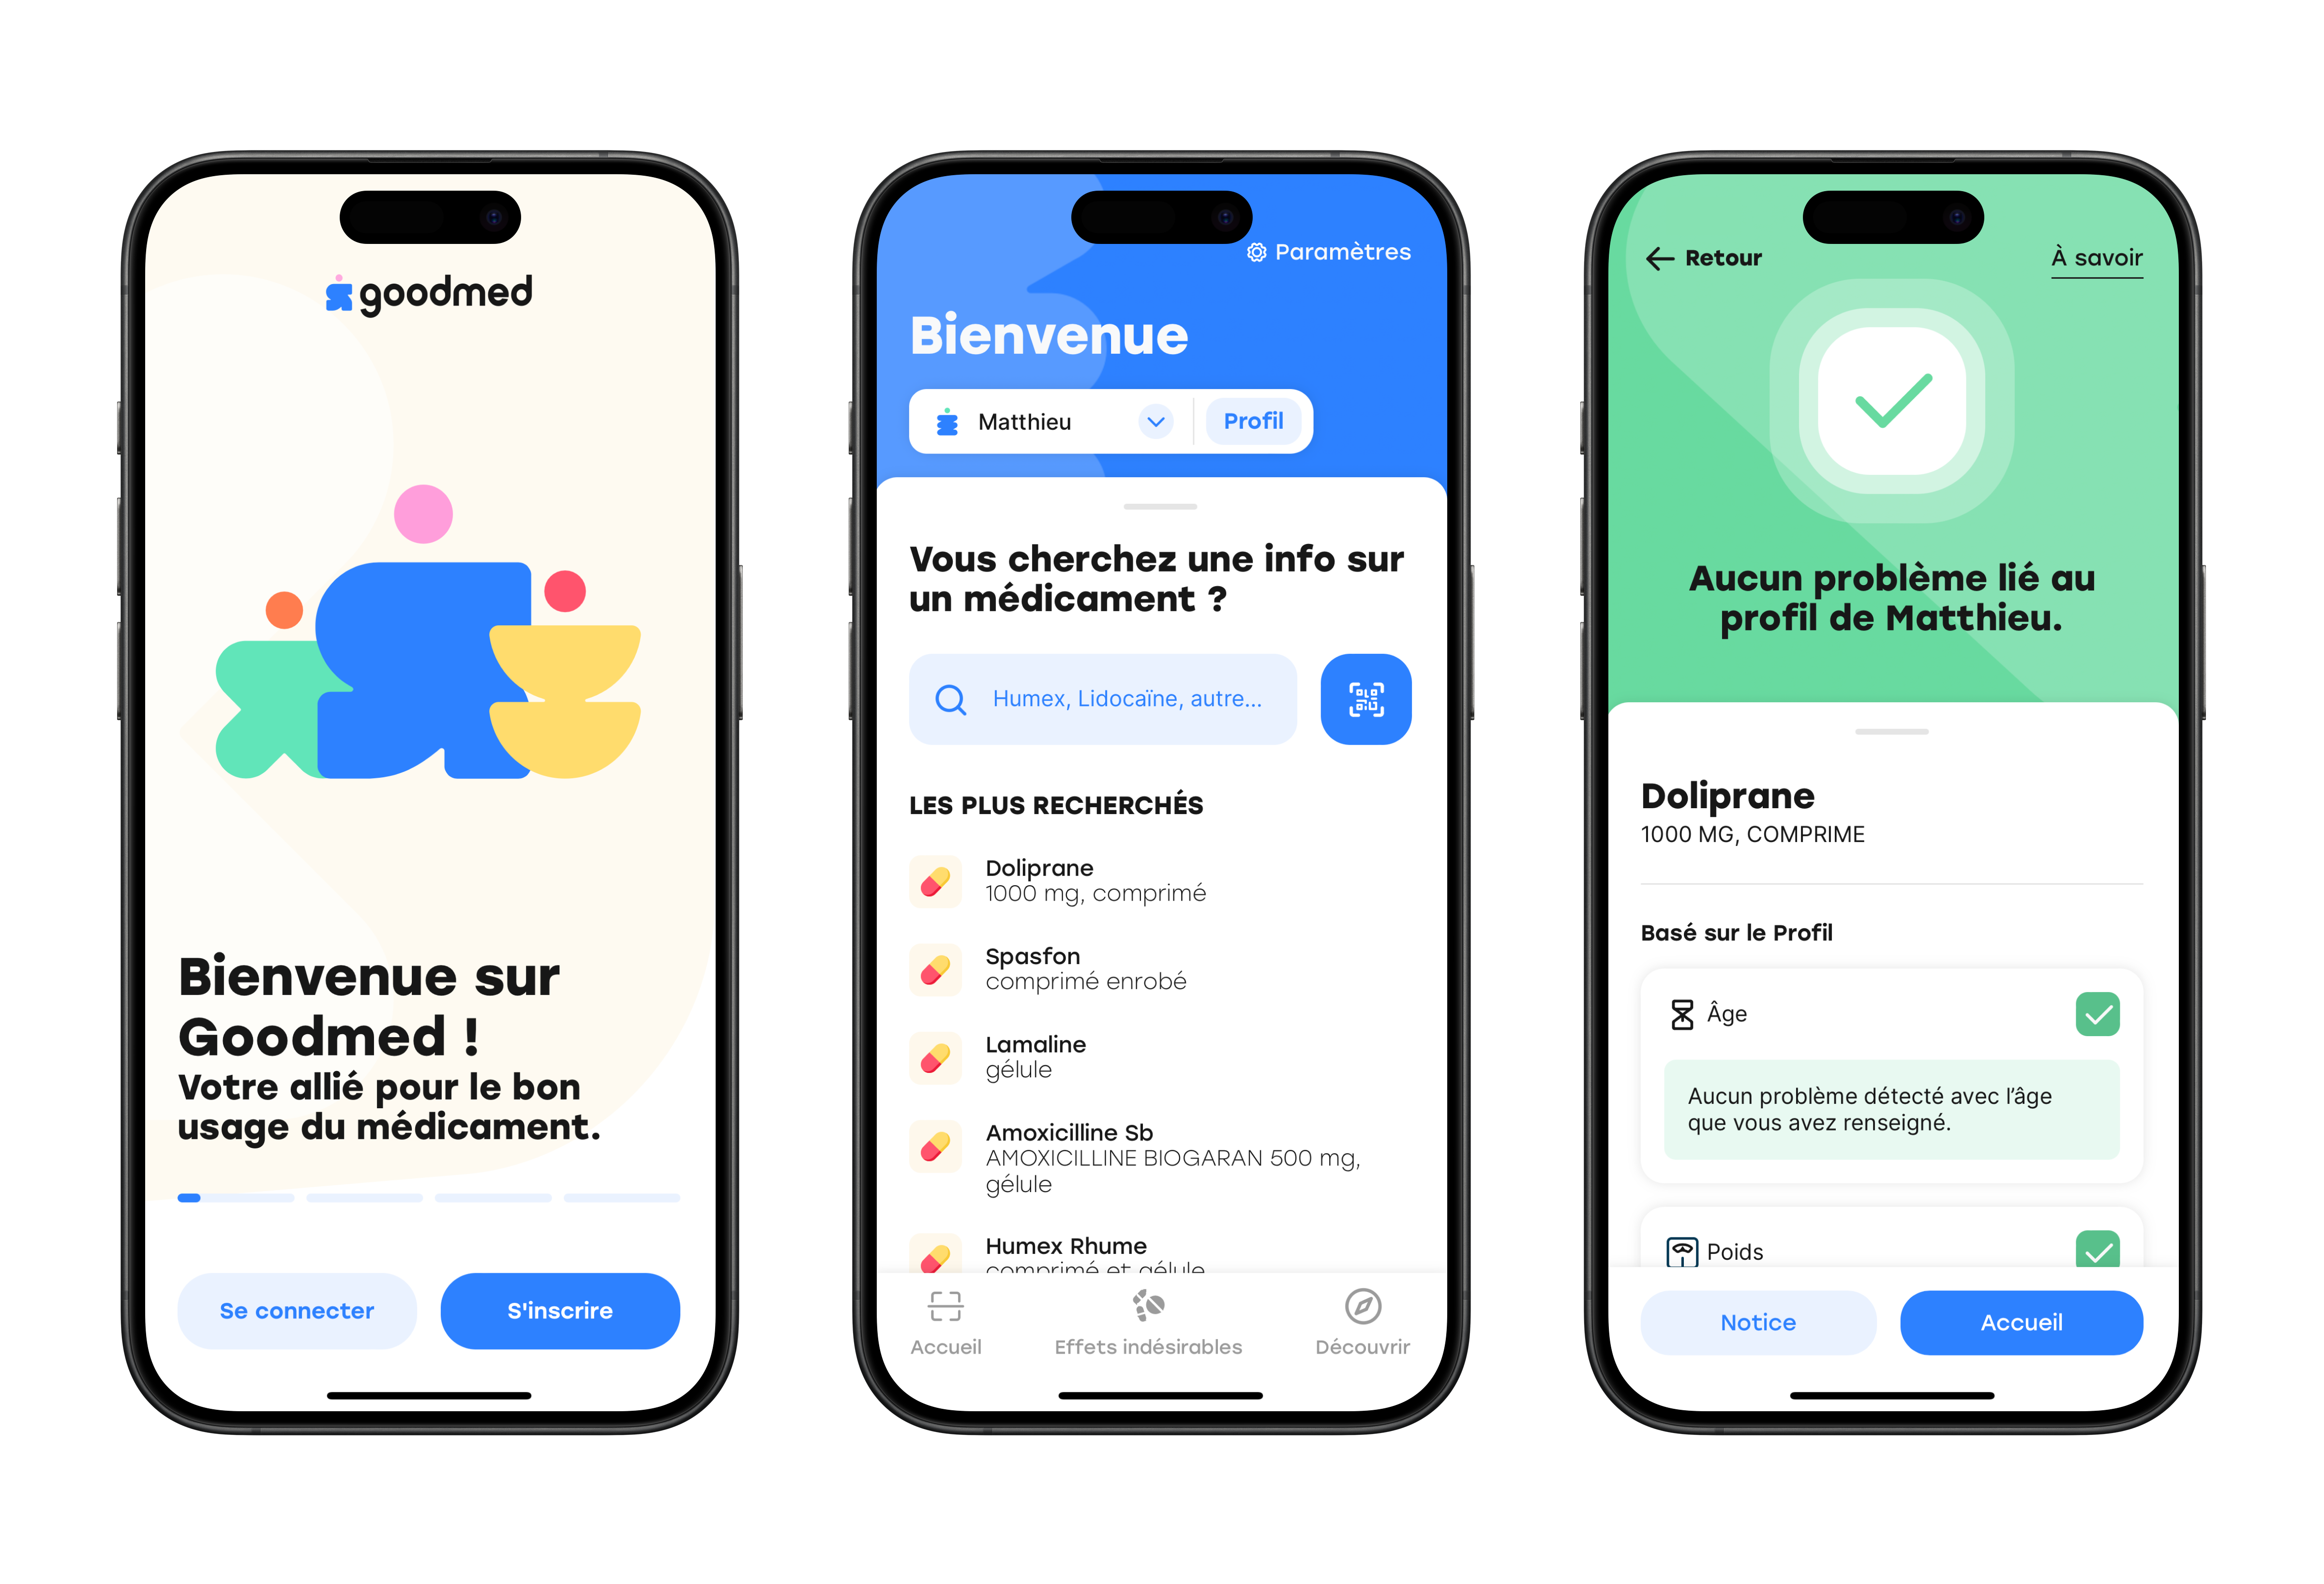 goodmed
Bienvenue sur
Goodmed !
Votre allié pour le bon
usage du médicament.
Se connecter
S'inscrire
Paramètres
Bienvenue
Matthieu
Profil
Vous cherchez une info sur
un médicament ?
Humex, Lidocaïne, autre...
LES PLUS RECHERCHÉS
Doliprane
1000 mg, comprimé
Spasfon
comprimé enrobé
Lamaline
gélule
Amoxicilline Sb
AMOXICILLINE BIOGARAN 500 mg,
gélule
Humex Rhume
comprimé et gélule
Accueil
Effets indésirables
Découvrir
Retour
À savoir
Aucun problème lié au
profil de Matthieu.
Doliprane
1000 MG, COMPRIME
Basé sur le Profil
Âge
Aucun problème détecté avec l’âge
que vous avez renseigné.
Poids
Notice
Accueil